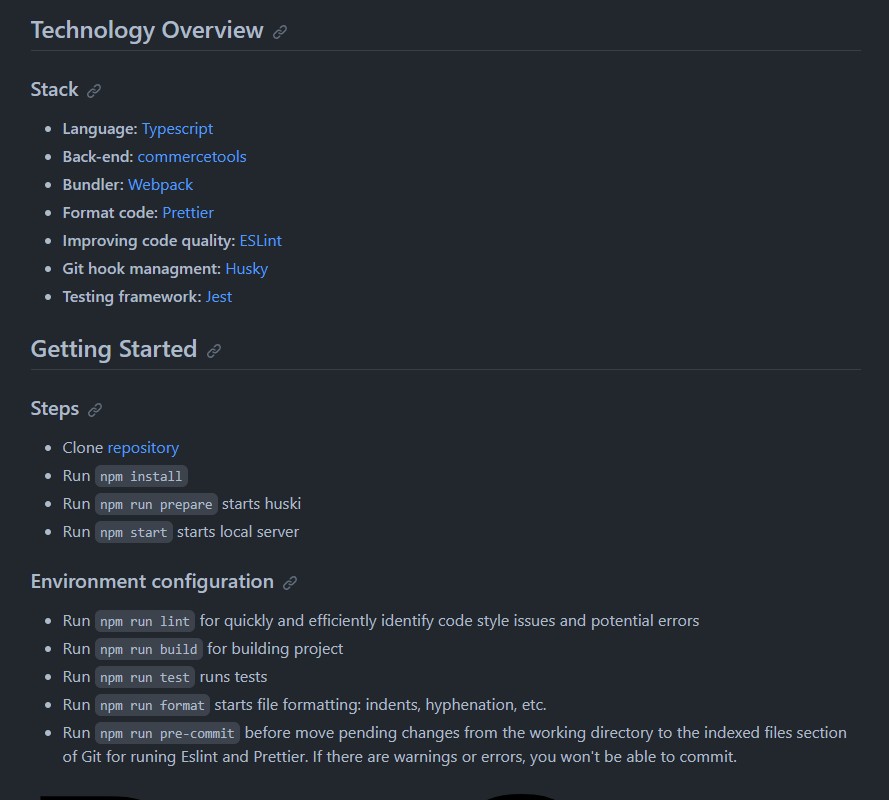 Technology Overview
Stack
Language: Typescript
Back-end: commercetools
Bundler: Webpack
Format code: Prettier
Improving code quality: ESLint
Git hook managment: Husky
Testing framework: Jest
Getting Started
Steps
Clone repository
Run npm install
Run npm run prepare starts huski
Run npm start starts local server
Environment configuration
Run npm run lint for quickly and efficiently identify code style issues and potential errors
Run npm run build for building project
Run npm run test runs tests
Run npm run format starts file formatting: indents, hyphenation, etc.
Run npm run pre-commit before move pending changes from the working directory to the indexed files section
of Git for runing Eslint and Prettier. If there are warnings or errors, you won't be able to commit.